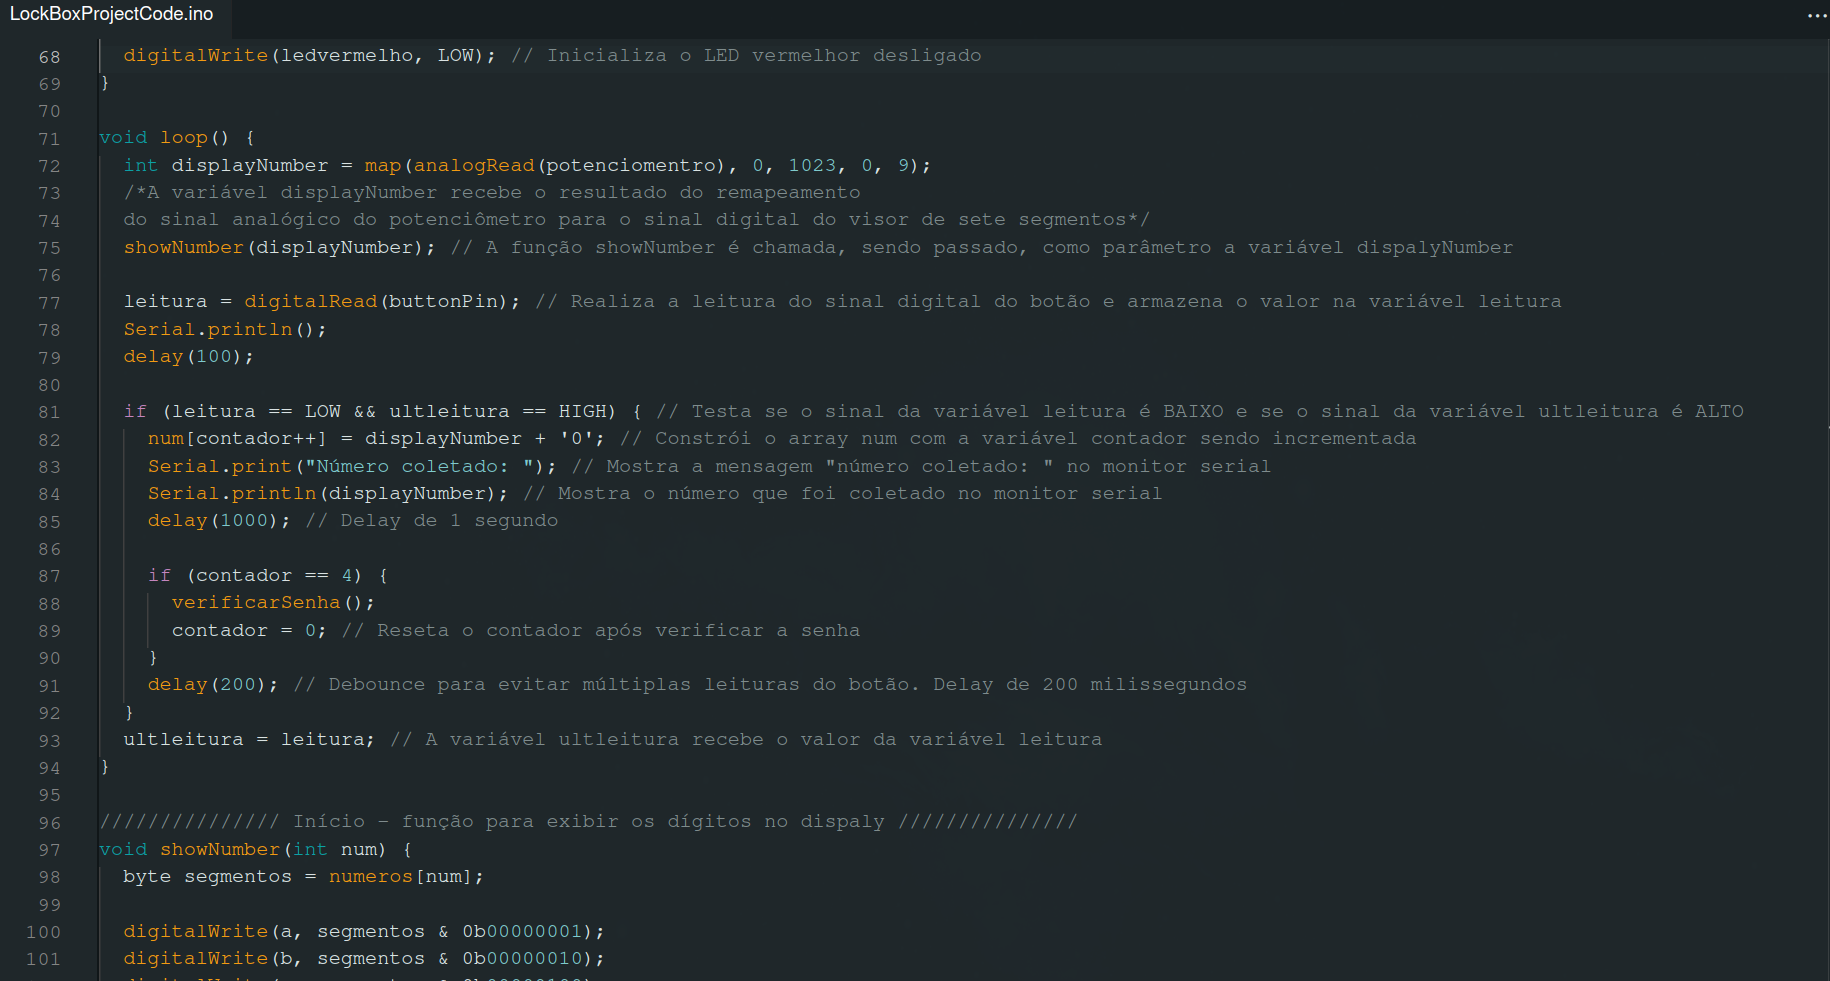 LockBoxProjectCode.ino
68 digitalWrite(ledvermelho, LOW); // Inicializa o LED vermelhor desligado
69 }
70
71 void loop() {
72 int displayNumber = map(analogRead(potenciomentro), 0, 1023, 0, 9);
73 /*A variável displayNumber recebe o resultado do remapeamento
74 do sinal analógico do potenciômetro para o sinal digital do visor de sete segmentos*/
75 showNumber(displayNumber); // A função showNumber é chamada, sendo passado, como parâmetro a variável dispalyNumber
76
77 leitura = digitalRead(buttonPin); // Realiza a leitura do sinal digital do botão e armazena o valor na variável leitura
78 Serial.println();
79 delay(100);
80
81 if (leitura == LOW && ultleitura == HIGH) { // Testa se o sinal da variável leitura é BAIXO e se o sinal da variável ultleitura é ALTO
82 num[contador++] = displayNumber + '0'; // Constrói o array num com a variável contador sendo incrementada
83 Serial.print("Número coletado: "); // Mostra a mensagem "número coletado: " no monitor serial
84 Serial.println(displayNumber); // Mostra o número que foi coletado no monitor serial
85 delay(1000); // Delay de 1 segundo
86
87 if (contador == 4) {
88 verificarSenha();
89 contador = 0; // Reseta o contador após verificar a senha
90 }
91 delay(200); // Debounce para evitar múltiplas leituras do botão. Delay de 200 milissegundos
92 }
93 ultleitura = leitura; // A variável ultleitura recebe o valor da variável leitura
94 }
95
96 /////////////// Início – função para exibir os dígitos no dispaly ///////////////
97 void showNumber(int num) {
98 byte segmentos = numeros[num];
99
100 digitalWrite(a, segmentos & 0b00000001);
101 digitalWrite(b, segmentos & 0b00000010);